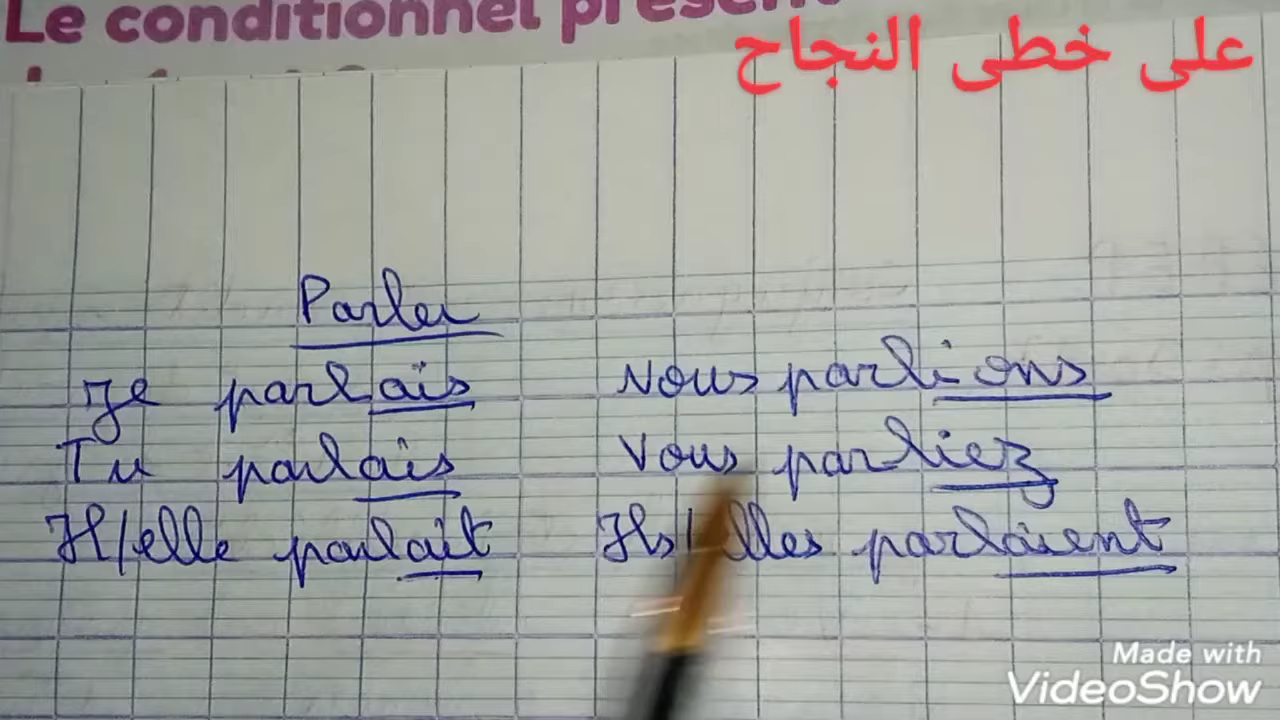 Le conditionnel présent
على خطى النجاح
Parler
Je parlais
Tu parlais
Il/elle parlait
Nous parlions
Vous parliez
Ils/elles parlaient
Made with
VideoShow